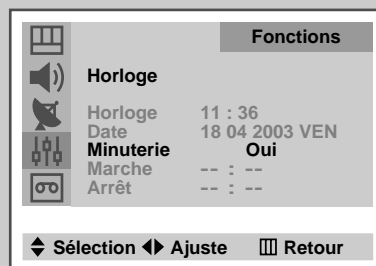 Fonctions
Horloge
Horloge 11 : 36
Date 18 04 2003 VEN
Minuterie Oui
Marche -- : --
Arrêt -- : --
Sélection Ajuste Retour